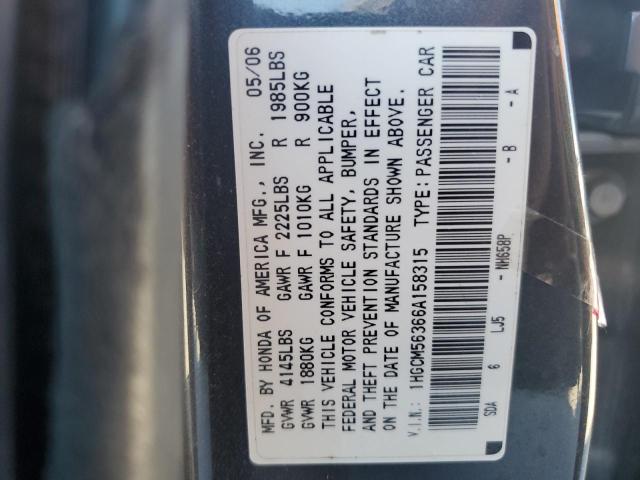 MFD. BY HONDA OF AMERICA MFG., INC. 05/06
GVWR 4145LBS GAWR F 2225LBS R 1985LBS
GVWR 1880KG GAWR F 1010KG R 900KG
THIS VEHICLE CONFORMS TO ALL APPLICABLE
FEDERAL MOTOR VEHICLE SAFETY, BUMPER,
AND THEFT PREVENTION STANDARDS IN EFFECT
ON THE DATE OF MANUFACTURE SHOWN ABOVE.
V.I.N.: 1HGCM56366A158315 TYPE: PASSENGER CAR
SDA 6 LJ5 - NH658P - B - A